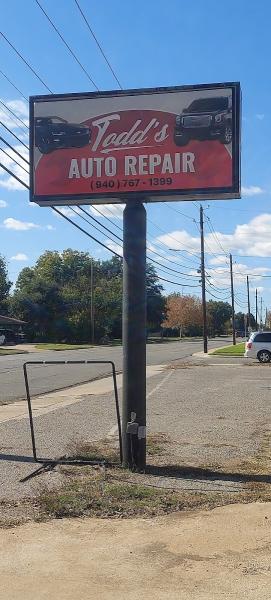 Todd's
AUTO REPAIR
(940) 767-1399